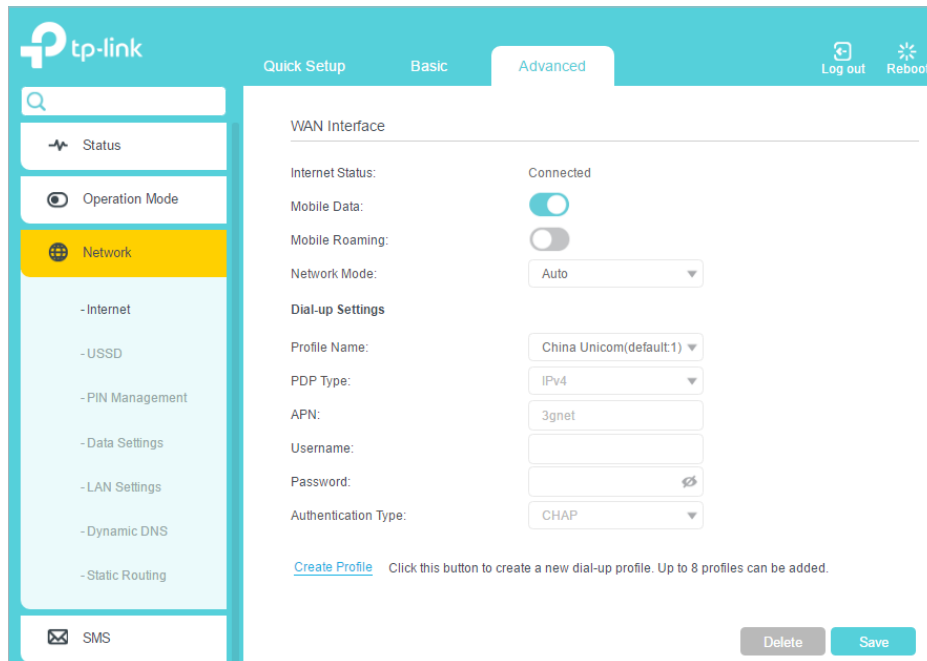 tp-link
Quick Setup
Basic
Advanced
Log out
Reboot
Status
Operation Mode
Network
- Internet
- USSD
- PIN Management
- Data Settings
- LAN Settings
- Dynamic DNS
- Static Routing
SMS
WAN Interface
Internet Status: Connected
Mobile Data:
Mobile Roaming:
Network Mode: Auto
Dial-up Settings
Profile Name: China Unicom(default:1)
PDP Type: IPv4
APN: 3gnet
Username:
Password:
Authentication Type: CHAP
Create Profile Click this button to create a new dial-up profile. Up to 8 profiles can be added.
Delete
Save